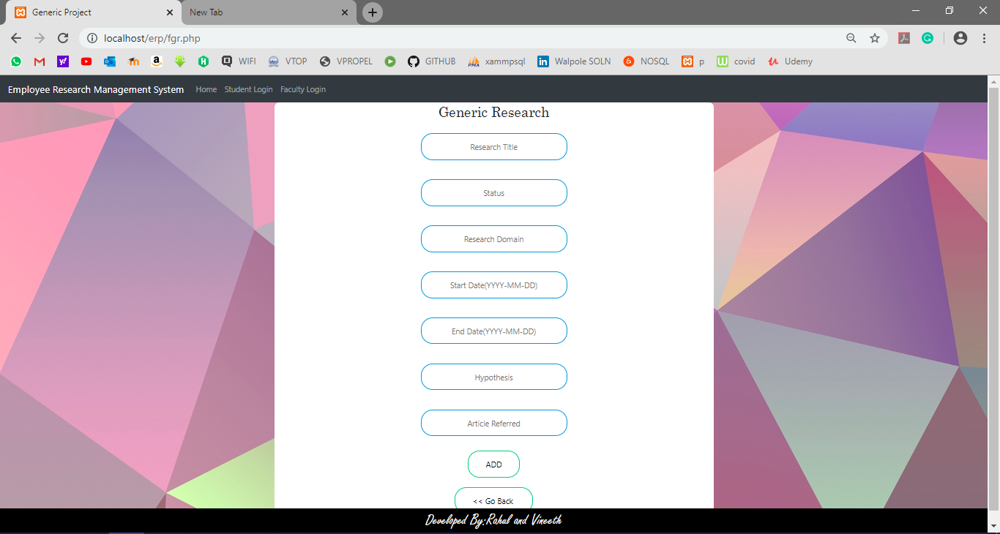 Generic Project
New Tab
localhost/erp/fgr.php
WIFI VTOP VPROPEL GITHUB PMA xammpsql in Walpole SOLN NOSQL p covid Udemy
Employee Research Management System Home Student Login Faculty Login
Generic Research
Research Title
Status
Research Domain
Start Date(YYYY-MM-DD)
End Date(YYYY-MM-DD)
Hypothesis
Article Referred
ADD
<< Go Back
Developed By:Rahul and Vineeth